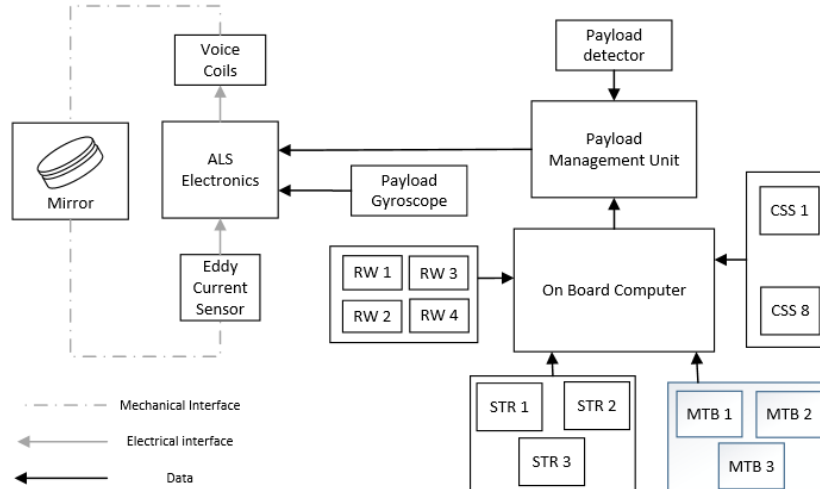 Voice
Coils
Payload
detector
Mirror
ALS
Electronics
Payload
Management Unit
Payload
Gyroscope
CSS 1
Eddy
Current
Sensor
RW 1
RW 3
RW 2
RW 4
On Board Computer
CSS 8
STR 1
STR 2
STR 3
MTB 1
MTB 2
MTB 3
Mechanical Interface
Electrical interface
Data